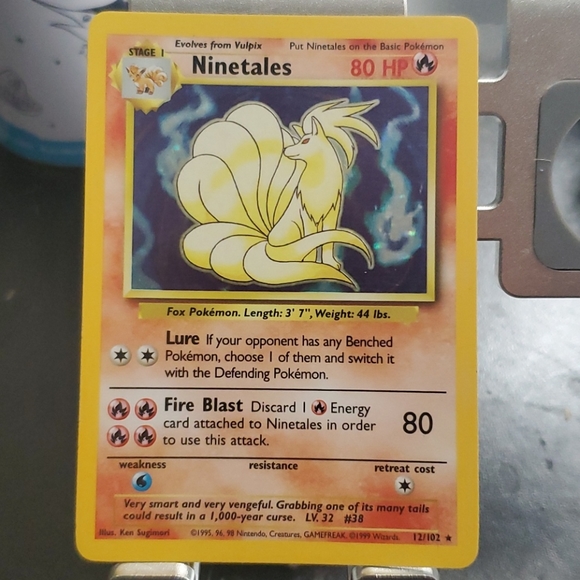 Evolves from Vulpix
Put Ninetales on the Basic Pokémon
STAGE 1
Ninetales
80 HP
Fox Pokémon. Length: 3' 7", Weight: 44 lbs.
Lure If your opponent has any Benched
Pokémon, choose 1 of them and switch it
with the Defending Pokémon.
Fire Blast Discard 1 Energy
card attached to Ninetales in order
to use this attack.
80
weakness
resistance
retreat cost
Very smart and very vengeful. Grabbing one of its many tails
could result in a 1,000-year curse. LV. 32 #38
Illus. Ken Sugimori
©1995, 96, 98 Nintendo, Creatures, GAMEFREAK. ©1999 Wizards.
12/102 ★